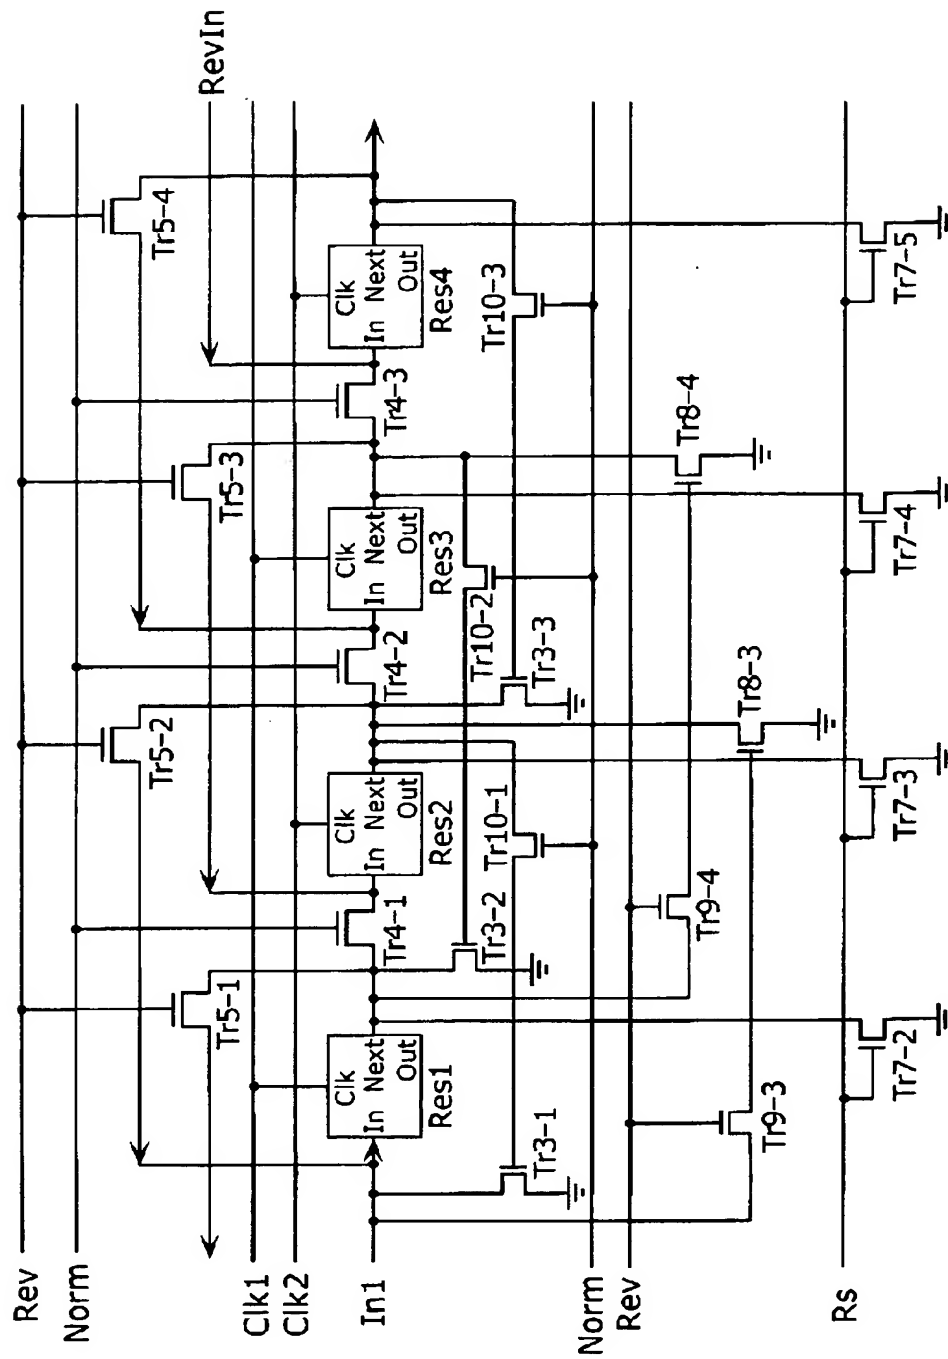 Rev
Norm
RevIn
Clk1
Clk2
In1
Norm
Rev
Rs
Tr5-1
Tr5-2
Tr5-3
Tr5-4
Tr4-1
Tr4-2
Tr4-3
Clk
In Next
Out
Res1
Clk
In Next
Out
Res2
Clk
In Next
Out
Res3
Clk
In Next
Out
Res4
Tr3-1
Tr3-2
Tr10-1
Tr10-2
Tr3-3
Tr10-3
Tr9-3
Tr9-4
Tr8-3
Tr8-4
Tr7-2
Tr7-3
Tr7-4
Tr7-5